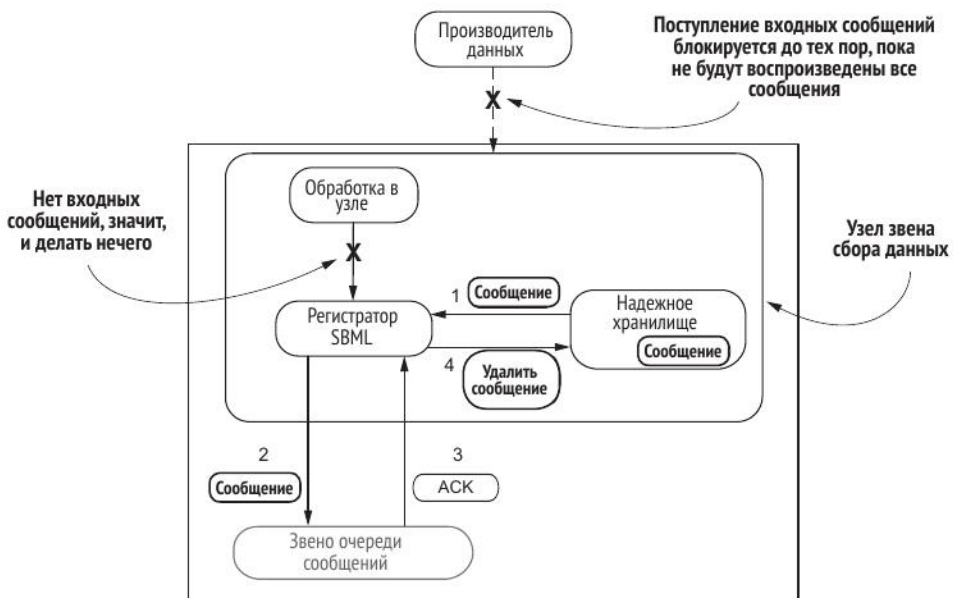 Производитель
данных
Поступление входных сообщений
блокируется до тех пор, пока
не будут воспроизведены все
сообщения
X
Обработка в
узле
Нет входных
сообщений, значит,
и делать нечего
X
Узел звена
сбора данных
1
Сообщение
Регистратор
SBML
Надежное
хранилище
Сообщение
4
Удалить
сообщение
2
Сообщение
3
ACK
Звено очереди
сообщений